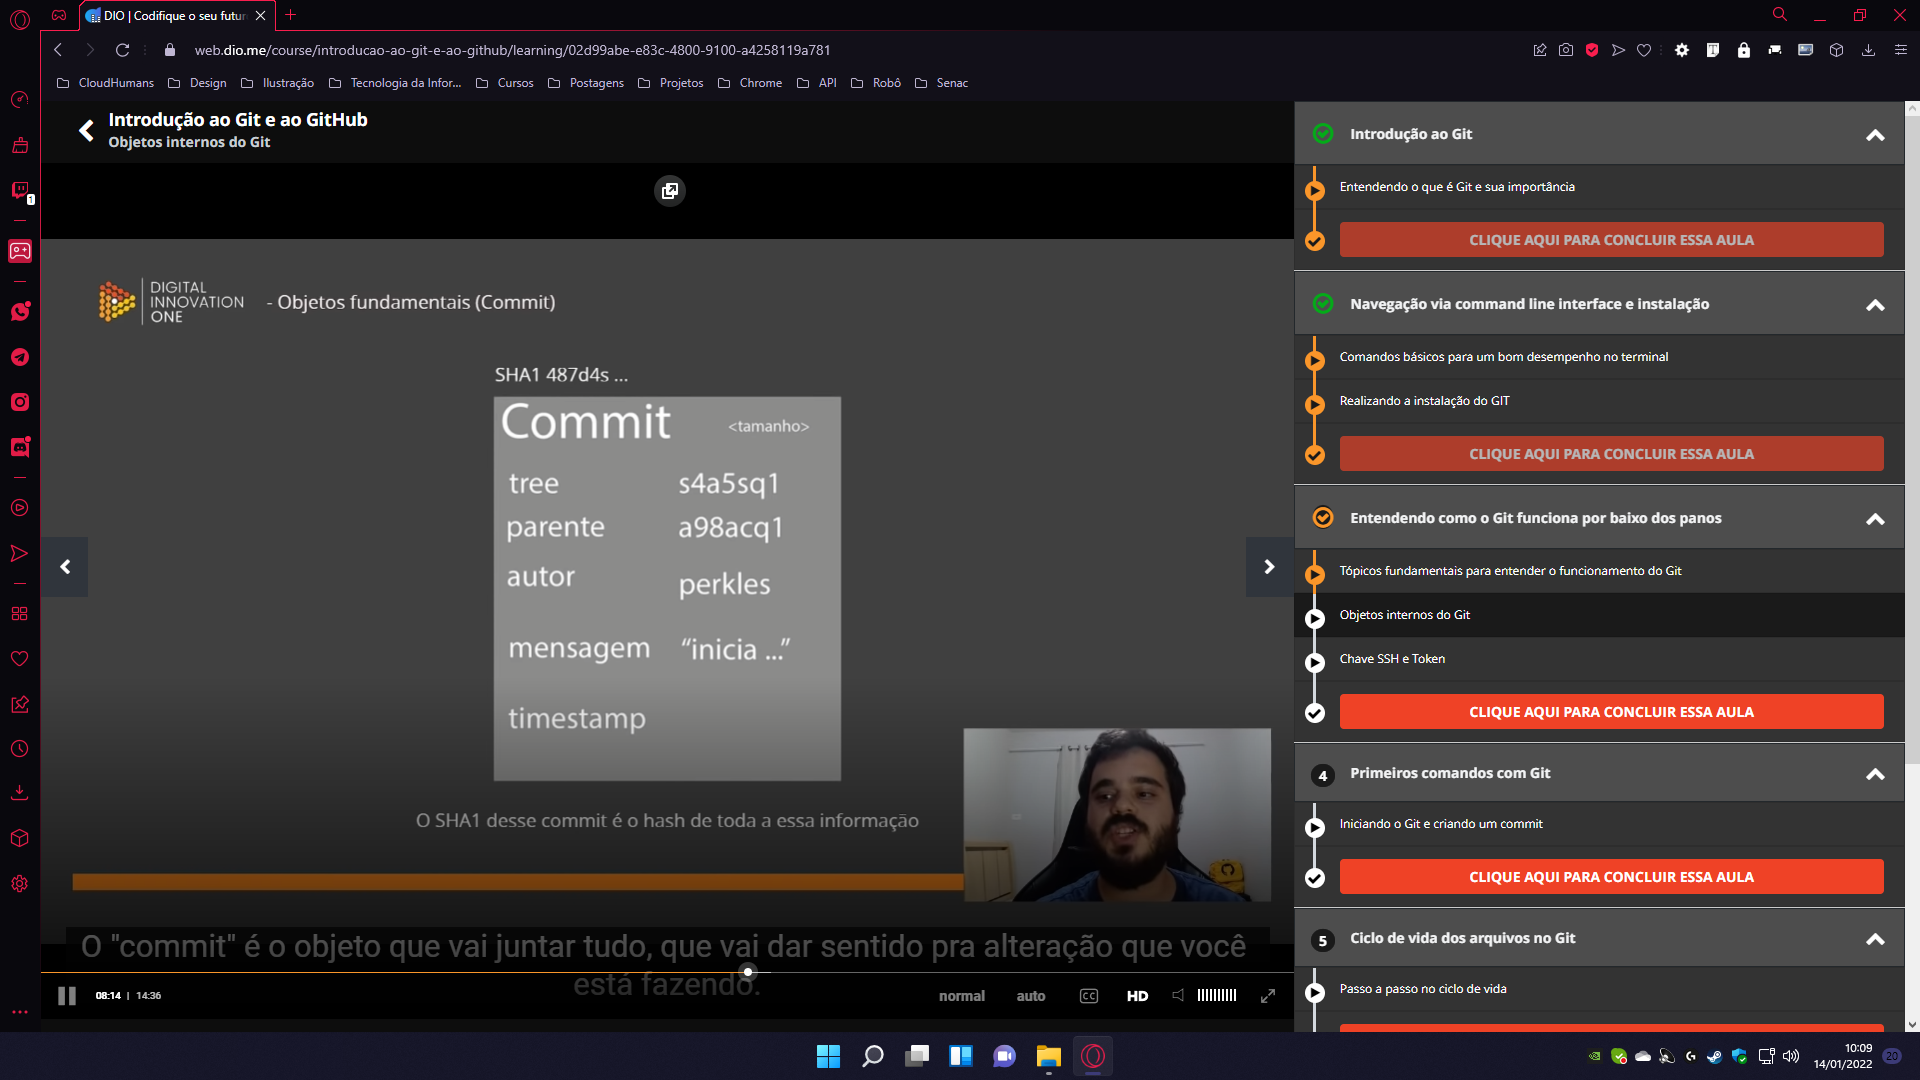 DIO | Codifique o seu futur
web.dio.me/course/introducao-ao-git-e-ao-github/learning/02d99abe-e83c-4800-9100-a4258119a781
CloudHumans Design Ilustração Tecnologia da Infor... Cursos Postagens Projetos Chrome API Robô Senac
1
Introdução ao Git e ao GitHub
Objetos internos do Git
DIGITAL
INNOVATION
ONE
- Objetos fundamentais (Commit)
SHA1 487d4s ...
Commit <tamanho>
tree s4a5sq1
parente a98acq1
autor perkles
mensagem “inicia ...”
timestamp
O SHA1 desse commit é o hash de toda a essa informação
O "commit" é o objeto que vai juntar tudo, que vai dar sentido pra alteração que você
está fazendo.
08:14 | 14:36
normal auto CC HD
Introdução ao Git
Entendendo o que é Git e sua importância
CLIQUE AQUI PARA CONCLUIR ESSA AULA
Navegação via command line interface e instalação
Comandos básicos para um bom desempenho no terminal
Realizando a instalação do GIT
CLIQUE AQUI PARA CONCLUIR ESSA AULA
Entendendo como o Git funciona por baixo dos panos
Tópicos fundamentais para entender o funcionamento do Git
Objetos internos do Git
Chave SSH e Token
CLIQUE AQUI PARA CONCLUIR ESSA AULA
4 Primeiros comandos com Git
Iniciando o Git e criando um commit
CLIQUE AQUI PARA CONCLUIR ESSA AULA
5 Ciclo de vida dos arquivos no Git
Passo a passo no ciclo de vida
10:09
14/01/2022
20